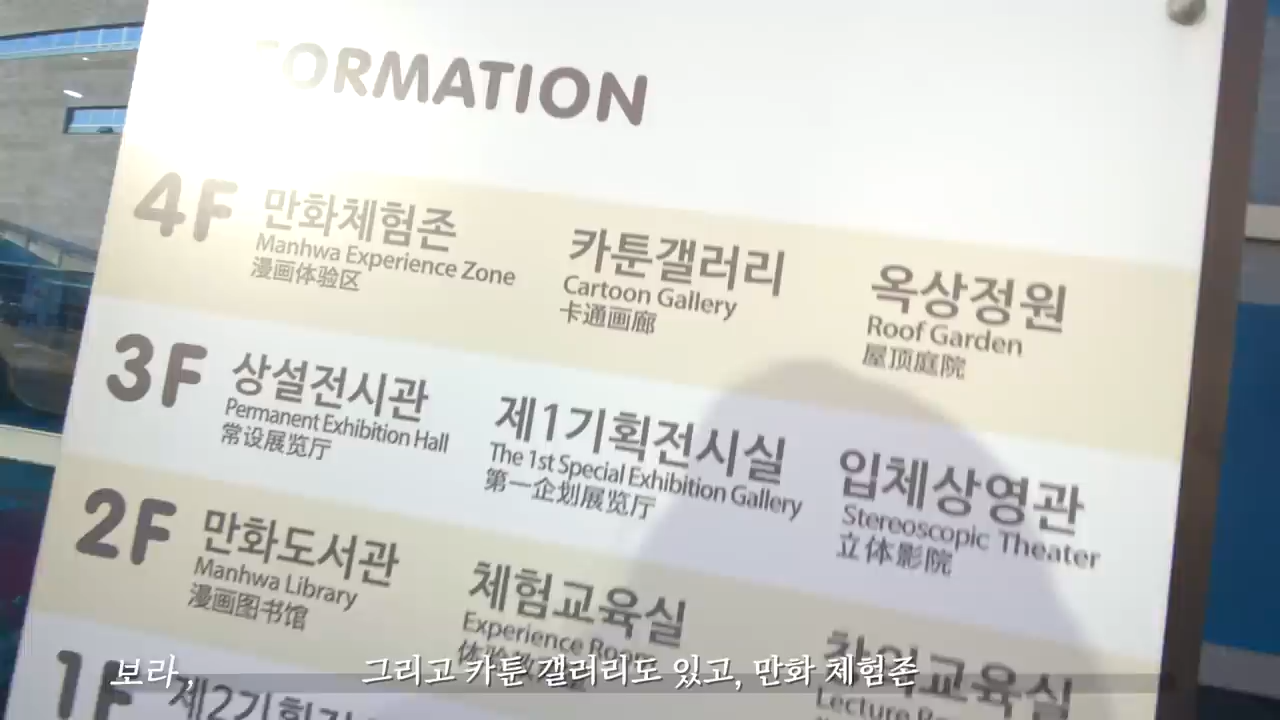 ORMATION
4F
만화체험존
Manhwa Experience Zone
漫画体验区
카툰갤러리
Cartoon Gallery
卡通画廊
옥상정원
Roof Garden
屋顶庭院
3F
상설전시관
Permanent Exhibition Hall
常设展览厅
제1기획전시실
The 1st Special Exhibition Gallery
第一企划展览厅
입체상영관
Stereoscopic Theater
立体影院
2F
만화도서관
Manhwa Library
漫画图书馆
체험교육실
Experience Room
Lecture
1F
보라,
그리고 카툰 갤러리도 있고, 만화 체험존